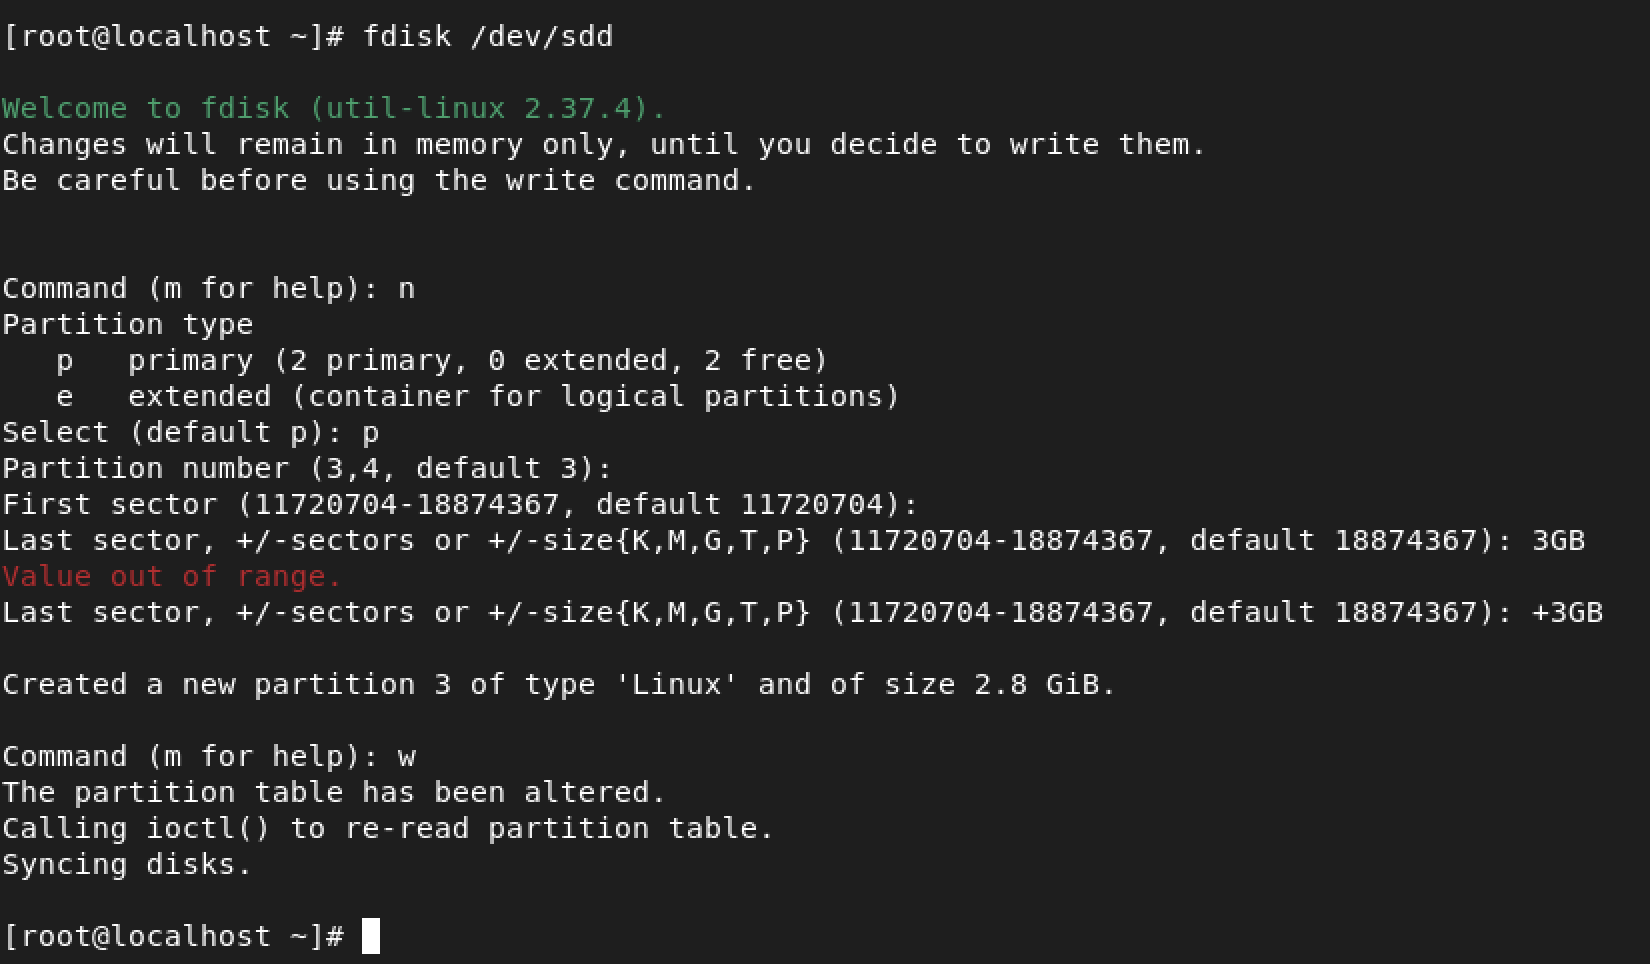 [root@localhost ~]# fdisk /dev/sdd
Welcome to fdisk (util-linux 2.37.4).
Changes will remain in memory only, until you decide to write them.
Be careful before using the write command.
Command (m for help): n
Partition type
   p   primary (2 primary, 0 extended, 2 free)
   e   extended (container for logical partitions)
Select (default p): p
Partition number (3,4, default 3):
First sector (11720704-18874367, default 11720704):
Last sector, +/-sectors or +/-size{K,M,G,T,P} (11720704-18874367, default 18874367): 3GB
Value out of range.
Last sector, +/-sectors or +/-size{K,M,G,T,P} (11720704-18874367, default 18874367): +3GB
Created a new partition 3 of type 'Linux' and of size 2.8 GiB.
Command (m for help): w
The partition table has been altered.
Calling ioctl() to re-read partition table.
Syncing disks.
[root@localhost ~]#